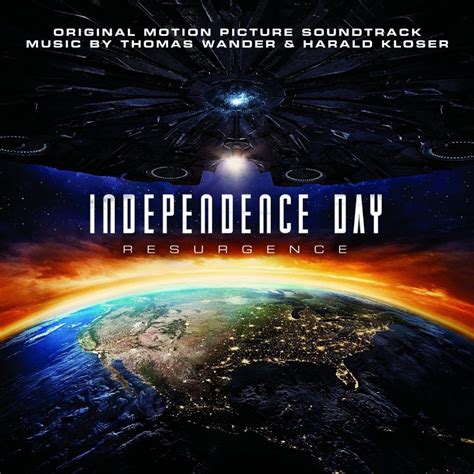 ORIGINAL MOTION PICTURE SOUNDTRACK
MUSIC BY THOMAS WANDER & HARALD KLOSER
INDEPENDENCE DAY
RESURGENCE